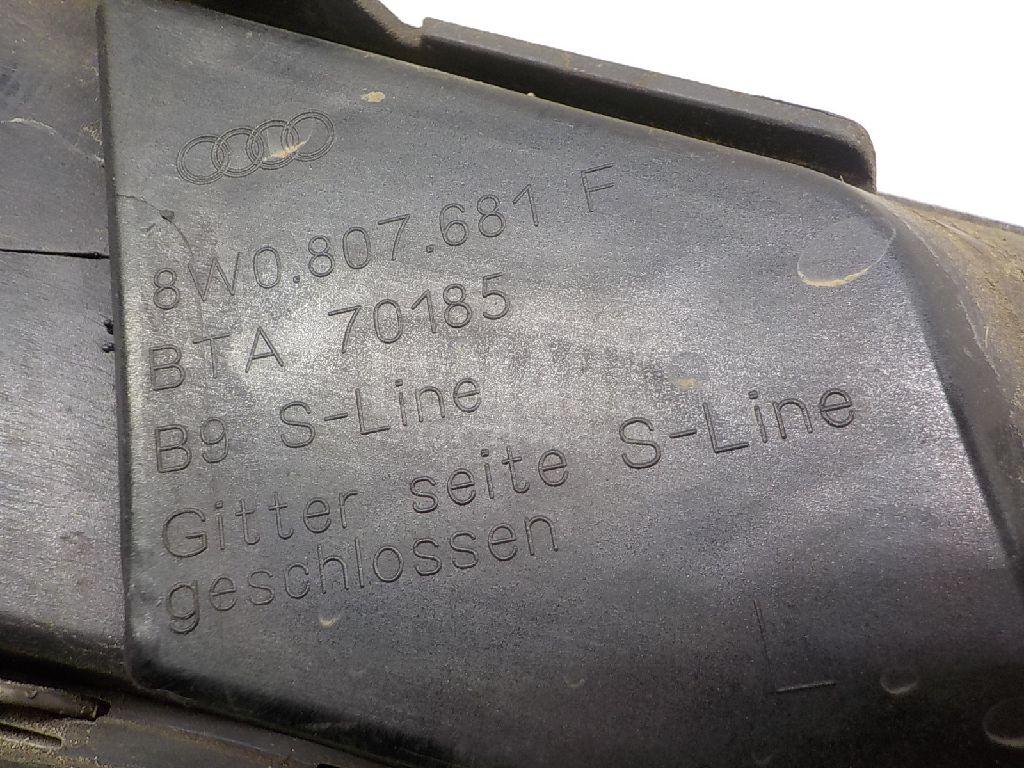 8W0.807.681 F
BTA 70185
B9 S-Line
Gitter seite S-Line
geschlossen
L